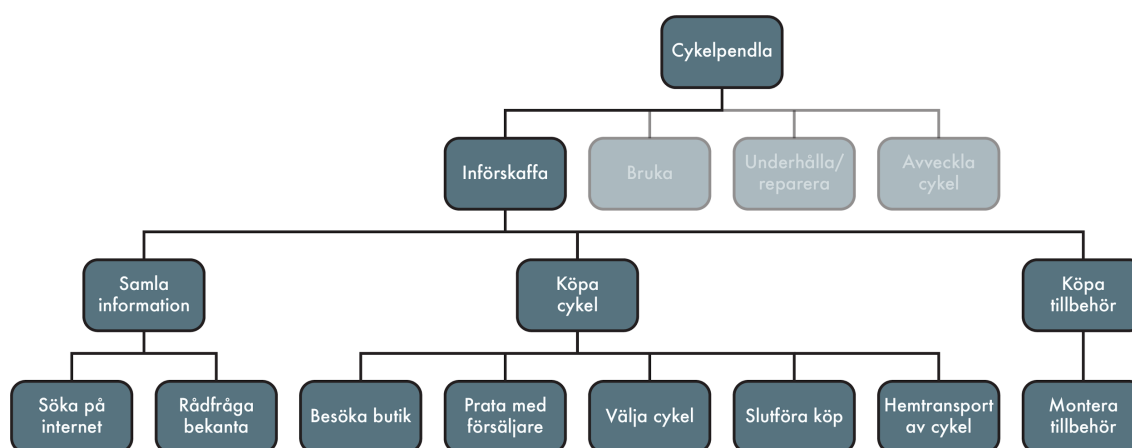 Cykelpendla
Införskaffa
Bruka
Underhålla/
reparera
Avveckla
cykel
Samla
information
Köpa
cykel
Köpa
tillbehör
Söka på
internet
Rådfråga
bekanta
Besöka butik
Prata med
försäljare
Välja cykel
Slutföra köp
Hemtransport
av cykel
Montera
tillbehör